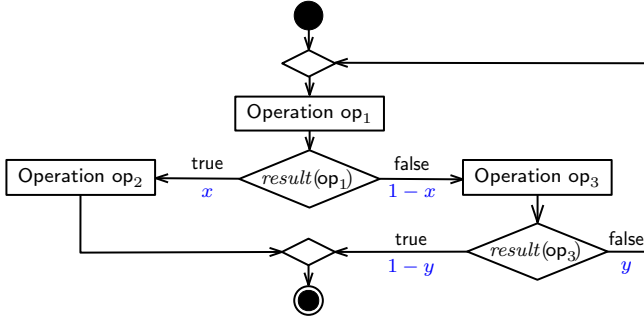 Operation op₁
true
false
Operation op₂
result(op₁)
Operation op₃
x
1 − x
true
false
result(op₃)
1 − y
y